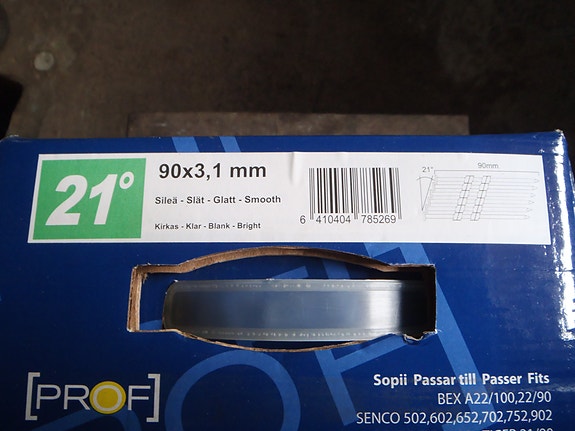 21°
90x3,1 mm
Sileä - Slät - Glatt - Smooth
Kirkas - Klar - Blank - Bright
6 410404 785269
21°
90mm
[PROF]
Sopii Passar till Passer Fits
BEX A22/100,22/90
SENCO 502,602,652,702,752,902